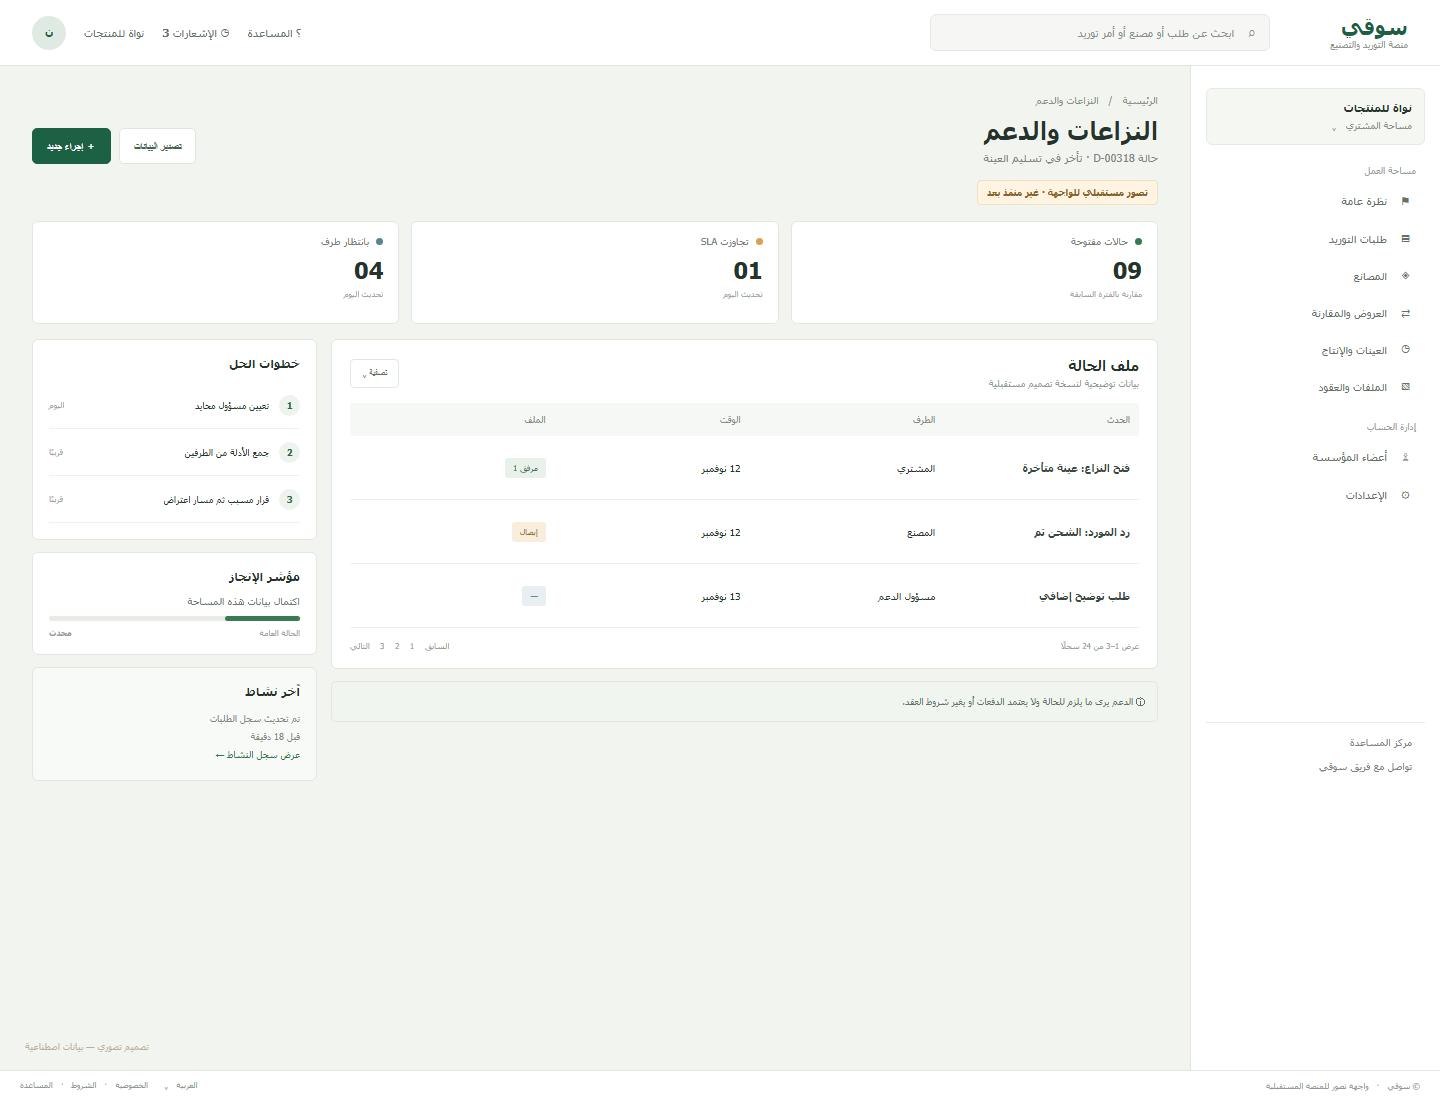 سوقي
منصة التوريد والتصنيع
ابحث عن طلب أو مصنع أو أمر توريد
؟ المساعدة
الإشعارات 3
نواة للمنتجات
ن
نواة للمنتجات
مساحة المشتري
مساحة العمل
نظرة عامة
طلبات التوريد
المصانع
العروض والمقارنة
العينات والإنتاج
الملفات والعقود
إدارة الحساب
أعضاء المؤسسة
الإعدادات
مركز المساعدة
تواصل مع فريق سوقي
الرئيسية / النزاعات والدعم
النزاعات والدعم
حالة D-00318 · تأخر في تسليم العينة
تصور مستقبلي للواجهة · غير منفذ بعد
تصدير البيانات
+ إجراء جديد
حالات مفتوحة
09
مقارنة بالفترة السابقة
تجاوزت SLA
01
تحديث اليوم
بانتظار طرف
04
تحديث اليوم
ملف الحالة
بيانات توضيحية لنسخة تصميم مستقبلية
تصفية
الحدث الطرف الوقت الملف
فتح النزاع: عينة متأخرة المشتري 12 نوفمبر مرفق 1
رد المورد: الشحن تم المصنع 12 نوفمبر إيصال
طلب توضيح إضافي مسؤول الدعم 13 نوفمبر —
عرض 1–3 من 24 سجلًا
السابق 1 2 3 التالي
الدعم يرى ما يلزم للحالة ولا يعتمد الدفعات أو يغير شروط العقد.
خطوات الحل
1 تعيين مسؤول محايد اليوم
2 جمع الأدلة من الطرفين قريبًا
3 قرار مسبب ثم مسار اعتراض قريبًا
مؤشر الإنجاز
اكتمال بيانات هذه المساحة
الحالة العامة محدث
آخر نشاط
تم تحديث سجل الطلبات
قبل 18 دقيقة
عرض سجل النشاط ←
تصميم تصوري — بيانات اصطناعية
© سوقي · واجهة تصور للمنصة المستقبلية
العربية الخصوصية · الشروط · المساعدة